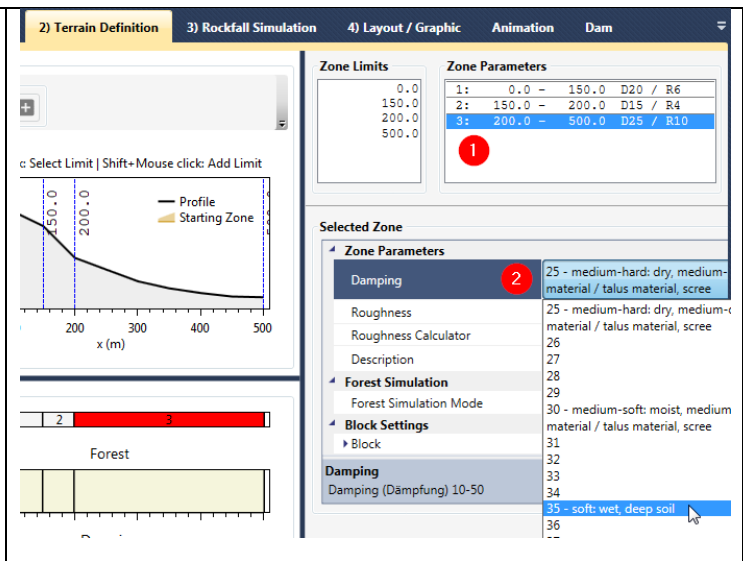 2) Terrain Definition 3) Rockfall Simulation 4) Layout / Graphic Animation Dam
Zone Limits
0.0
150.0
200.0
500.0
Zone Parameters
1: 0.0 - 150.0 D20 / R6
2: 150.0 - 200.0 D15 / R4
3: 200.0 - 500.0 D25 / R10
1
: Select Limit | Shift+Mouse click: Add Limit
150.0
200.0
Profile
Starting Zone
200 300 400 500
x (m)
2 3
Forest
Selected Zone
Zone Parameters
Damping
2
25 - medium-hard: dry, medium-
material / talus material, scree
Roughness
Roughness Calculator
Description
Forest Simulation
Forest Simulation Mode
Block Settings
Block
Damping
Damping (Dämpfung) 10-50
25 - medium-hard: dry, medium-
material / talus material, scree
26
27
28
29
30 - medium-soft: moist, medium
material / talus material, scree
31
32
33
34
35 - soft: wet, deep soil
36